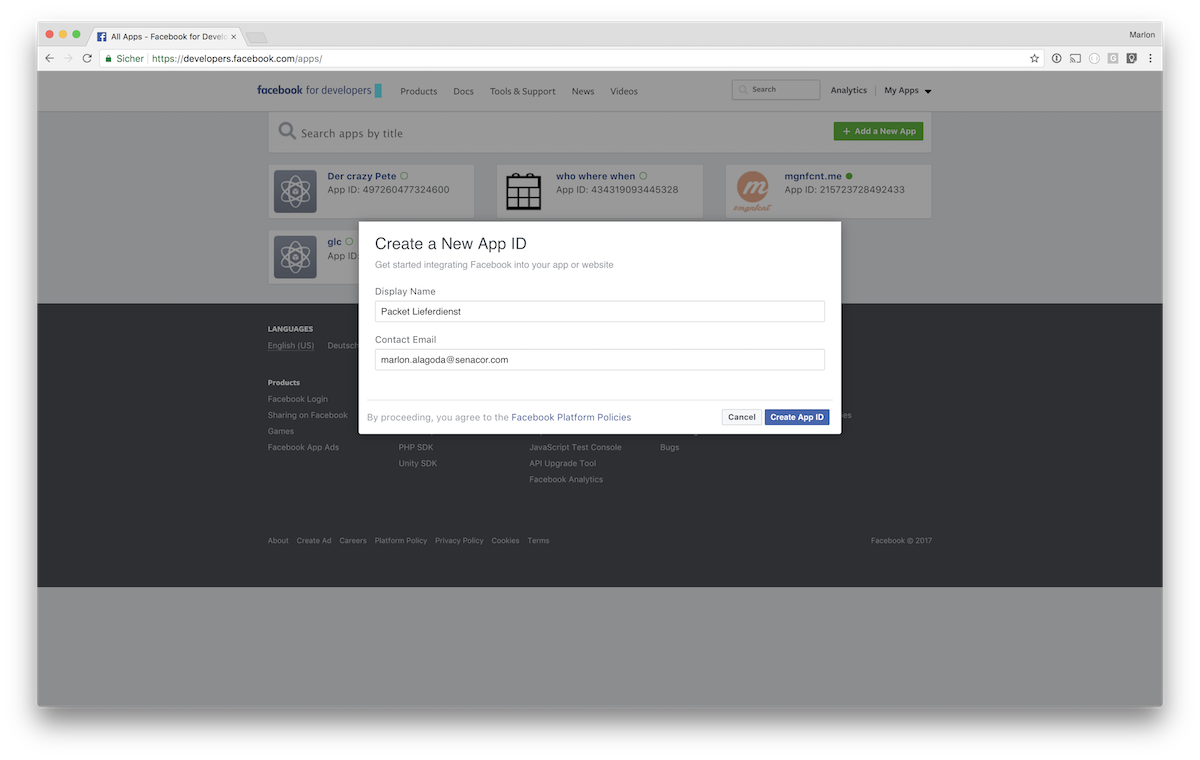 All Apps - Facebook for Develo
Marlon
Sicher https://developers.facebook.com/apps/
facebook for developers Products Docs Tools & Support News Videos Search Analytics My Apps
Search apps by title + Add a New App
Der crazy Pete
App ID: 497260477324600
who where when
App ID: 434319093445328
m
#mgnfcnt
mgnfcnt.me
App ID: 215723728492433
glc
App ID:
Create a New App ID
Get started integrating Facebook into your app or website
Display Name
Packet Lieferdienst
Contact Email
marlon.alagoda@senacor.com
By proceeding, you agree to the Facebook Platform Policies Cancel Create App ID
LANGUAGES
English (US) Deutsch
Products
Facebook Login
Sharing on Facebook
Games
Facebook App Ads
PHP SDK
Unity SDK
JavaScript Test Console
API Upgrade Tool
Facebook Analytics
Bugs
About Create Ad Careers Platform Policy Privacy Policy Cookies Terms Facebook © 2017